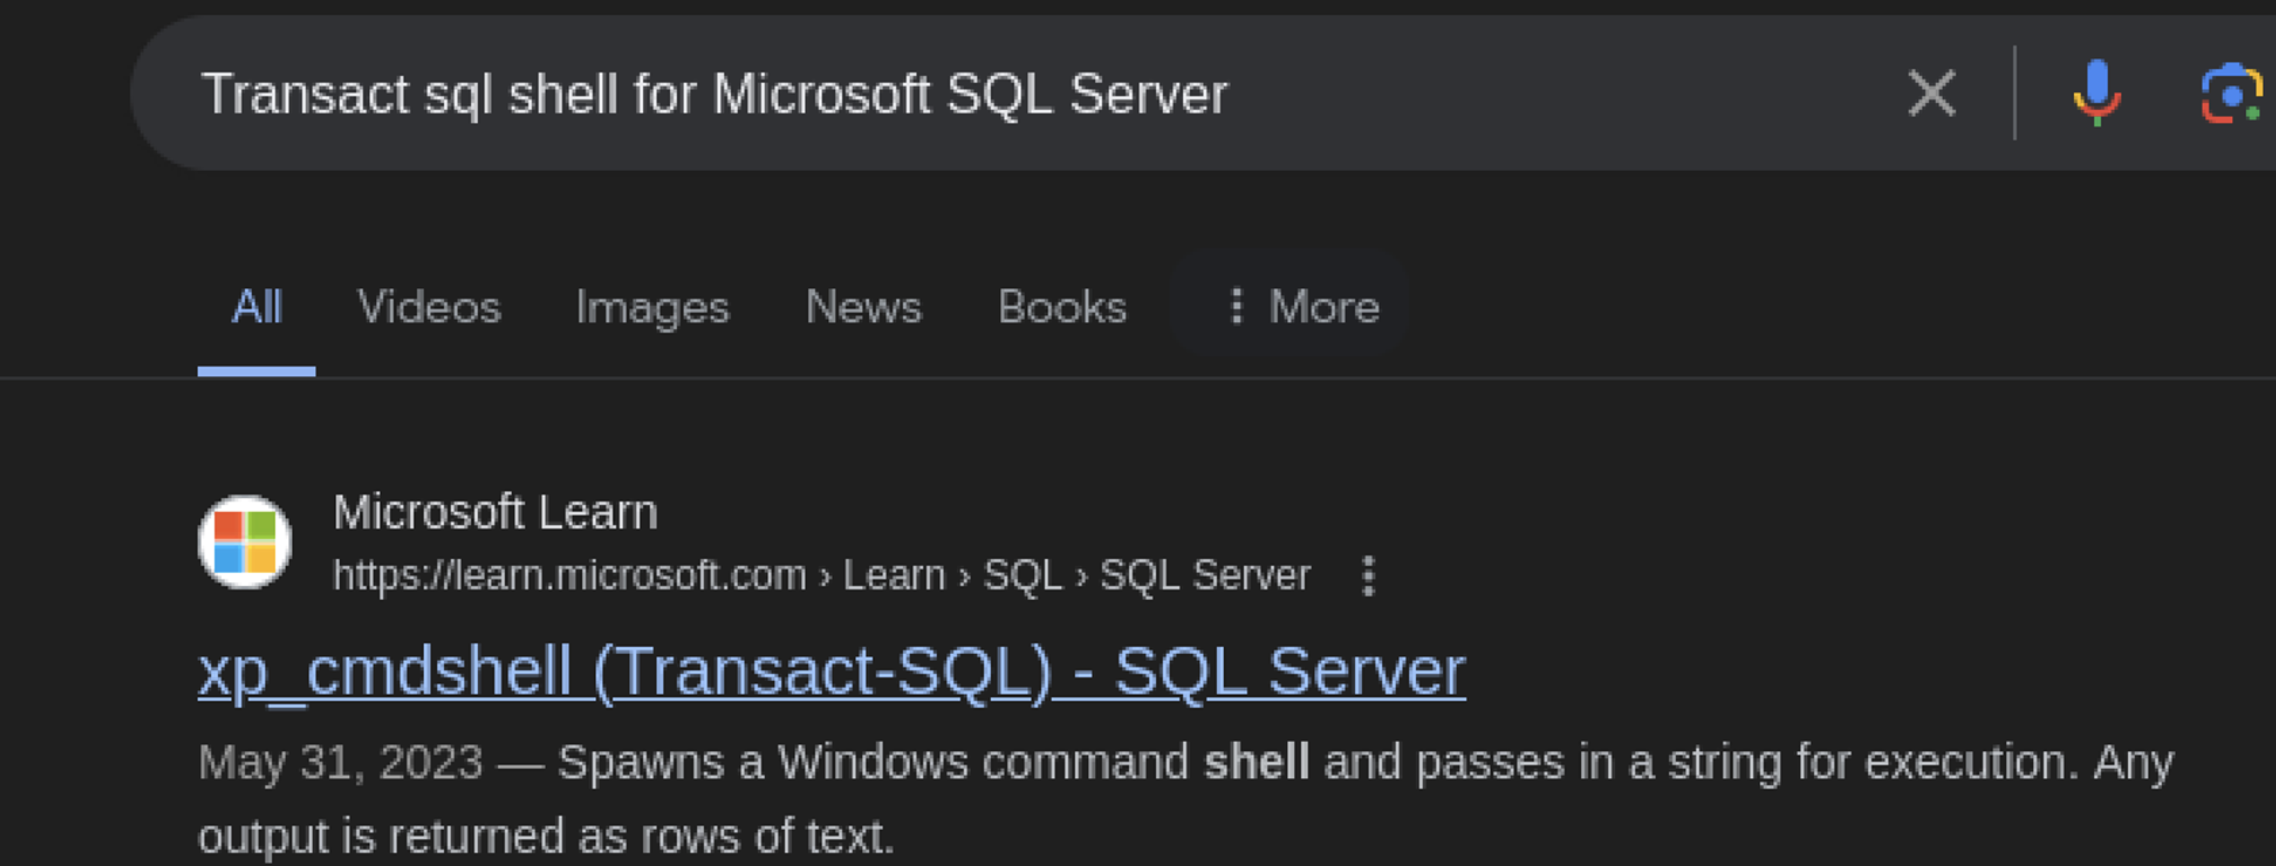 Transact sql shell for Microsoft SQL Server
All Videos Images News Books More
Microsoft Learn
https://learn.microsoft.com › Learn › SQL › SQL Server
xp_cmdshell (Transact-SQL) - SQL Server
May 31, 2023 — Spawns a Windows command shell and passes in a string for execution. Any
output is returned as rows of text.